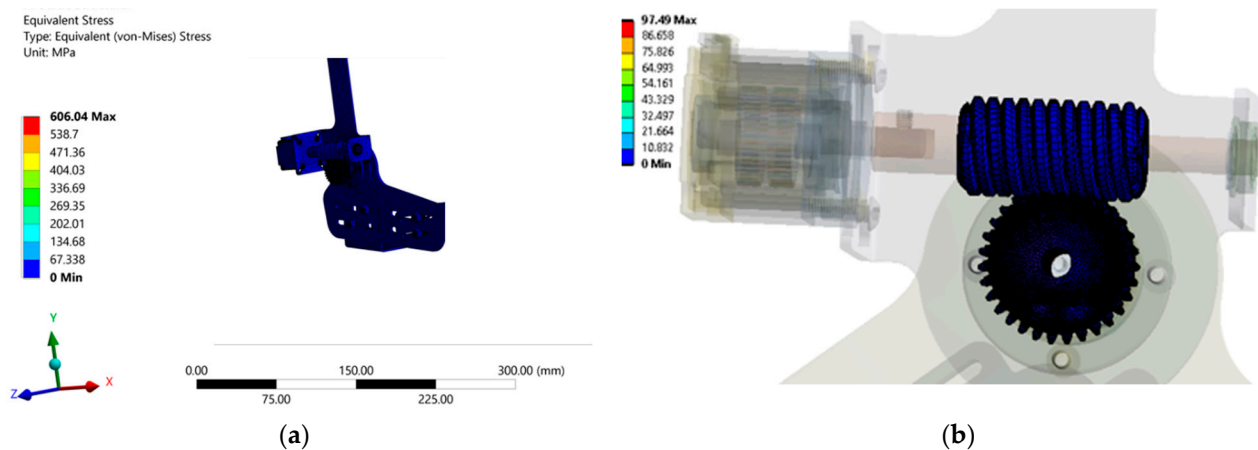 Equivalent Stress
Type: Equivalent (von-Mises) Stress
Unit: MPa
606.04 Max
538.7
471.36
404.03
336.69
269.35
202.01
134.68
67.338
0 Min
Y
Z
X
0.00 150.00 300.00 (mm)
75.00 225.00
(a)
97.49 Max
86.658
75.826
64.993
54.161
43.329
32.497
21.664
10.832
0 Min
(b)